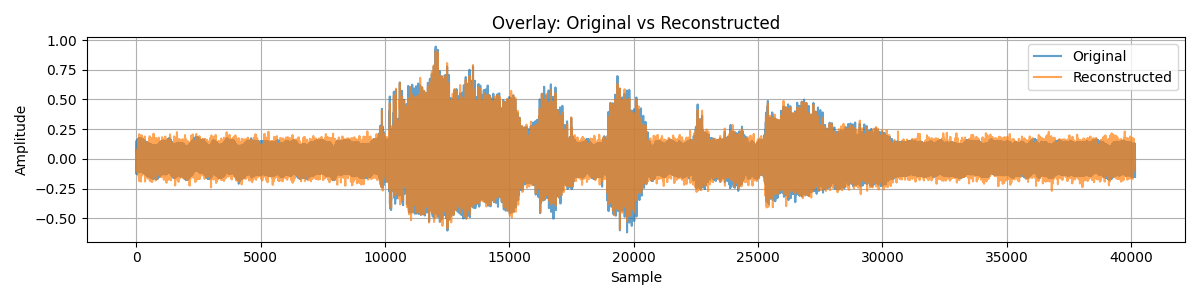 Overlay: Original vs Reconstructed
1.00
0.75
0.50
0.25
0.00
−0.25
−0.50
Amplitude
Original
Reconstructed
0 5000 10000 15000 20000 25000 30000 35000 40000
Sample